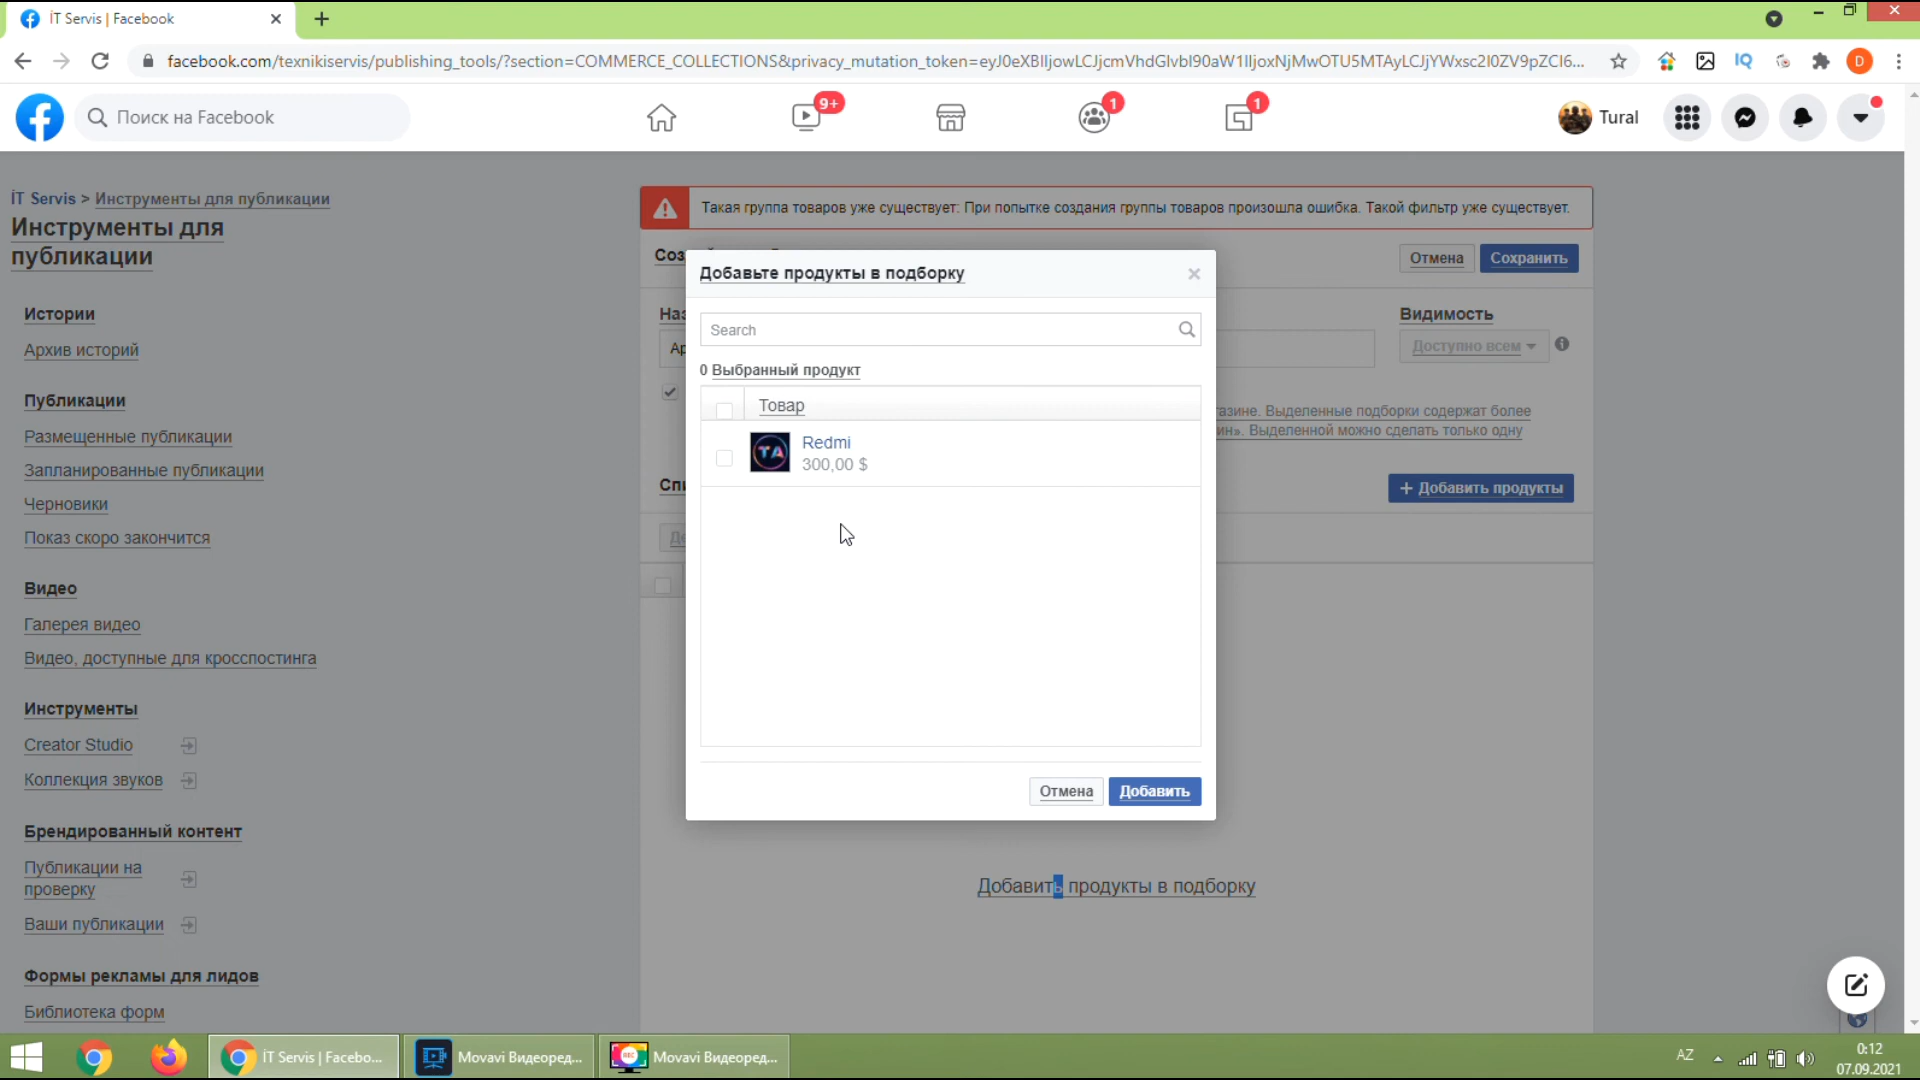 İT Servis | Facebook
facebook.com/texnikiservis/publishing_tools/?section=COMMERCE_COLLECTIONS&privacy_mutation_token=eyJ0eXBlIjowLCJjcmVhdGlvbl90aW1lIjoxNjMwOTU5MTAyLCJjYWxsc2l0ZV9pZCI6...
IQ
D
Поиск на Facebook
9+
1
1
Tural
İT Servis > Инструменты для публикации
Инструменты для
публикации
Истории
Архив историй
Публикации
Размещенные публикации
Запланированные публикации
Черновики
Показ скоро закончится
Видео
Галерея видео
Видео, доступные для кросспостинга
Инструменты
Creator Studio
Коллекция звуков
Брендированный контент
Публикации на
проверку
Ваши публикации
Формы рекламы для лидов
Библиотека форм
Такая группа товаров уже существует: При попытке создания группы товаров произошла ошибка. Такой фильтр уже существует.
Отмена
Сохранить
Видимость
Доступно всем
азине. Выделенные подборки содержат более
ин». Выделенной можно сделать только одну
+ Добавить продукты
Добавьте продукты в подборку
Search
0 Выбранный продукт
Товар
TA
Redmi
300,00 $
Отмена
Добавить
Добавить продукты в подборку
İT Servis | Facebo...
Movavi Видеоред...
REC
Movavi Видеоред...
AZ
0:12
07.09.2021